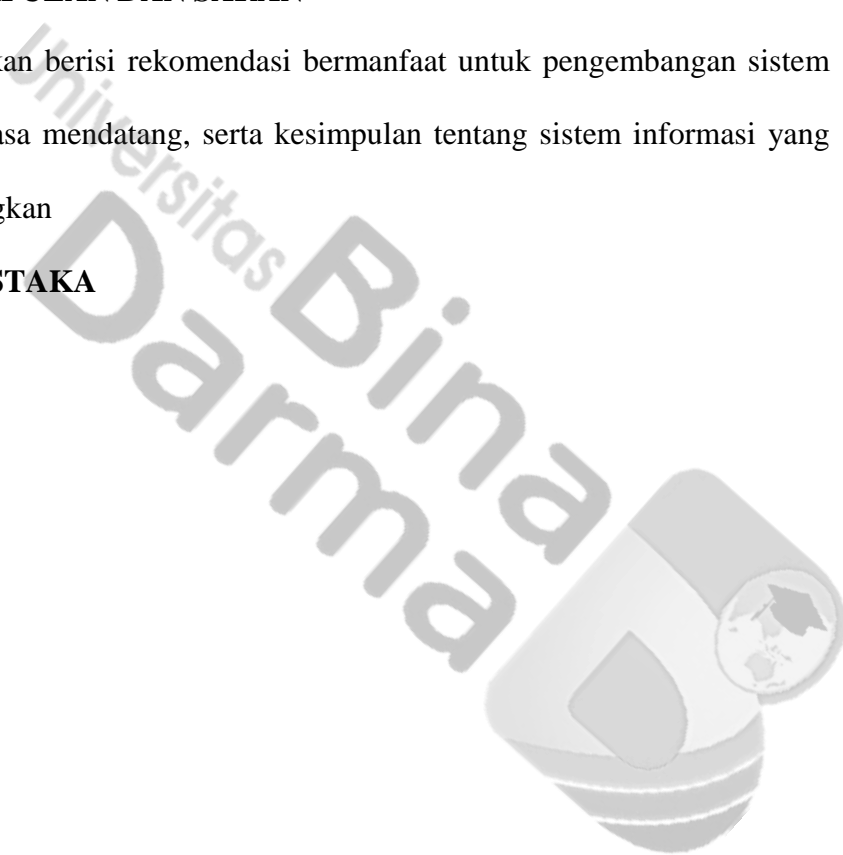 kan berisi rekomendasi bermanfaat untuk pengembangan sistem
asa mendatang, serta kesimpulan tentang sistem informasi yang
gkan
STAKA
Universitas
Bina
Darma